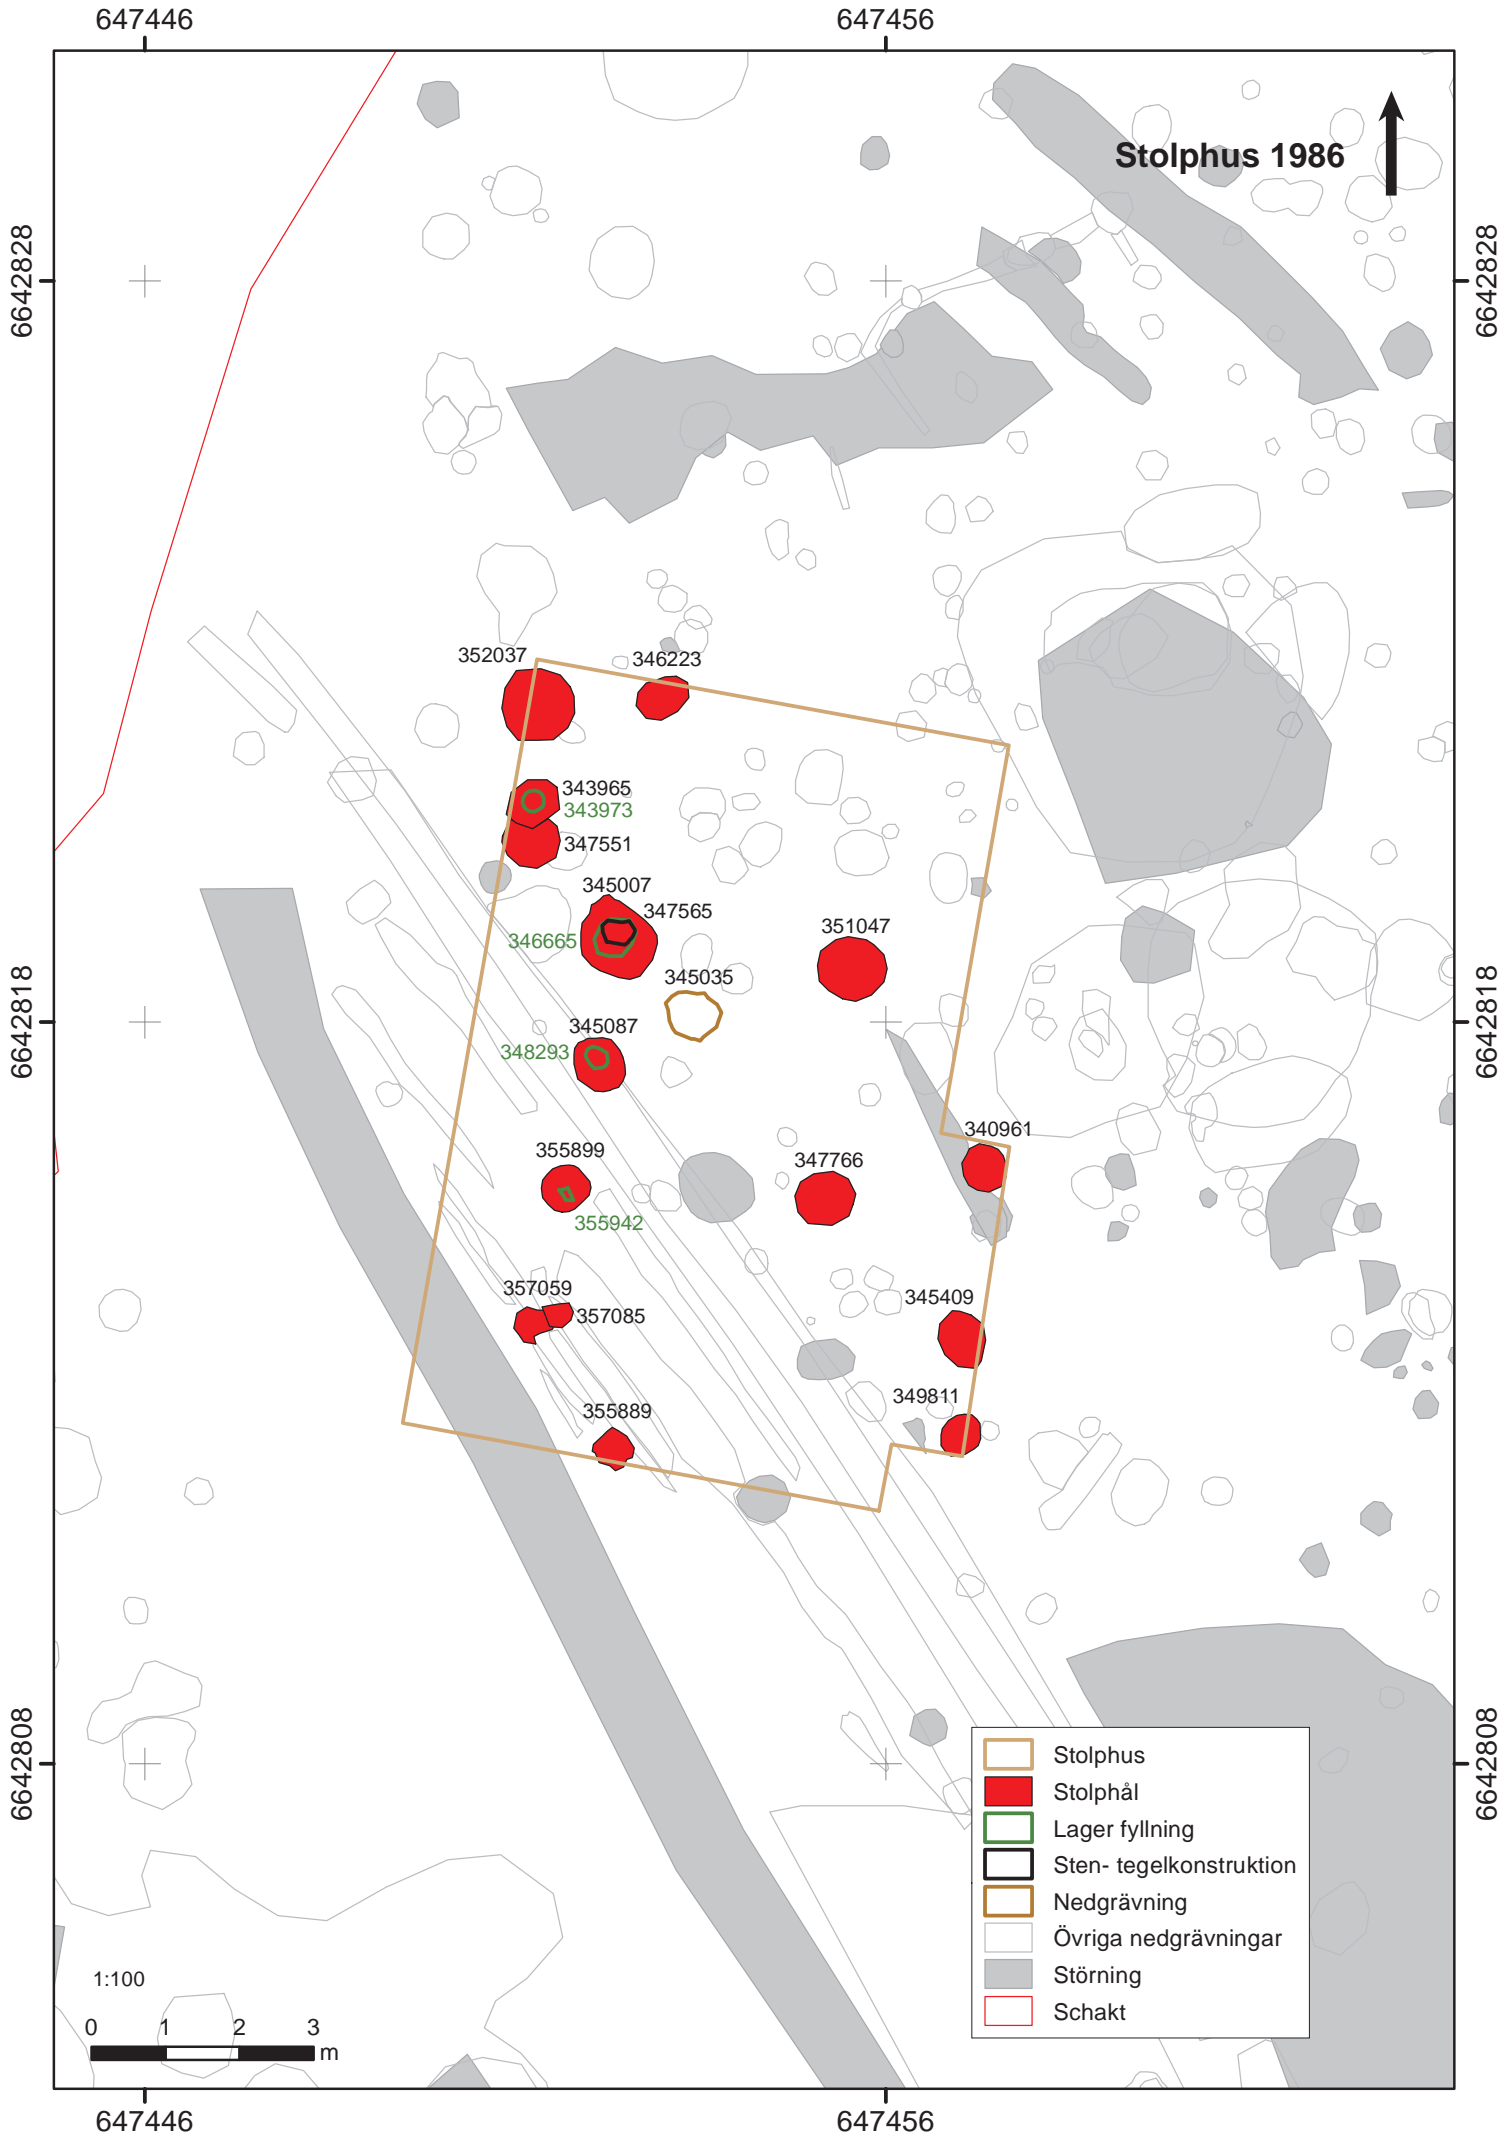 647446
647456
Stolphus 1986
6642828
6642828
352037
346223
343965
343973
347551
345007
347565
346665
351047
345035
6642818
6642818
345087
348293
340961
355899
347766
355942
357059
357085
345409
349811
355889
6642808
6642808
Stolphus
Stolphål
Lager fyllning
Sten- tegelkonstruktion
Nedgrävning
Övriga nedgrävningar
Störning
Schakt
1:100
0 1 2 3
m
647446
647456